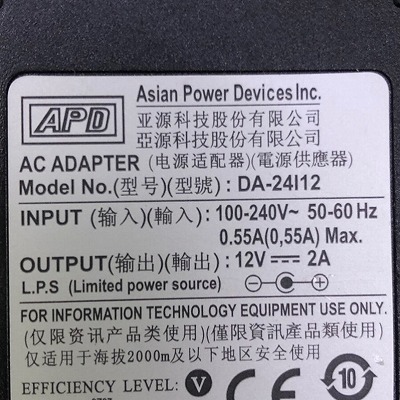 APD
Asian Power Devices Inc.
亚源科技股份有限公司
亞源科技股份有限公司
AC ADAPTER (电源适配器)(電源供應器)
Model No.(型号)(型號) : DA-24I12
INPUT (输入)(輸入) : 100-240V~ 50-60 Hz
0.55A(0,55A) Max.
OUTPUT(输出)(輸出) : 12V 2A
L.P.S (Limited power source)
FOR INFORMATION TECHNOLOGY EQUIPMENT USE ONLY.
(仅限资讯产品类使用)(僅限資訊產品類使用)
仅适用于海拔2000m及以下地区安全使用
EFFICIENCY LEVEL: V CE 10